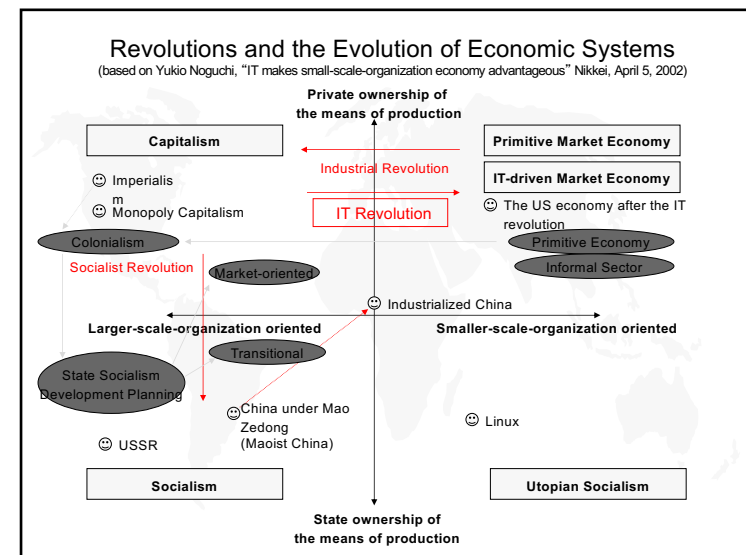 Revolutions and the Evolution of Economic Systems
(based on Yukio Noguchi, “IT makes small-scale-organization economy advantageous” Nikkei, April 5, 2002)
Private ownership of
the means of production
Capitalism
Primitive Market Economy
Industrial Revolution
IT-driven Market Economy
Imperialis
m
Monopoly Capitalism
IT Revolution
The US economy after the IT
revolution
Colonialism
Primitive Economy
Socialist Revolution
Market-oriented
Informal Sector
Industrialized China
Larger-scale-organization oriented
Smaller-scale-organization oriented
Transitional
State Socialism
Development Planning
China under Mao
Zedong
(Maoist China)
Linux
USSR
Socialism
Utopian Socialism
State ownership of
the means of production